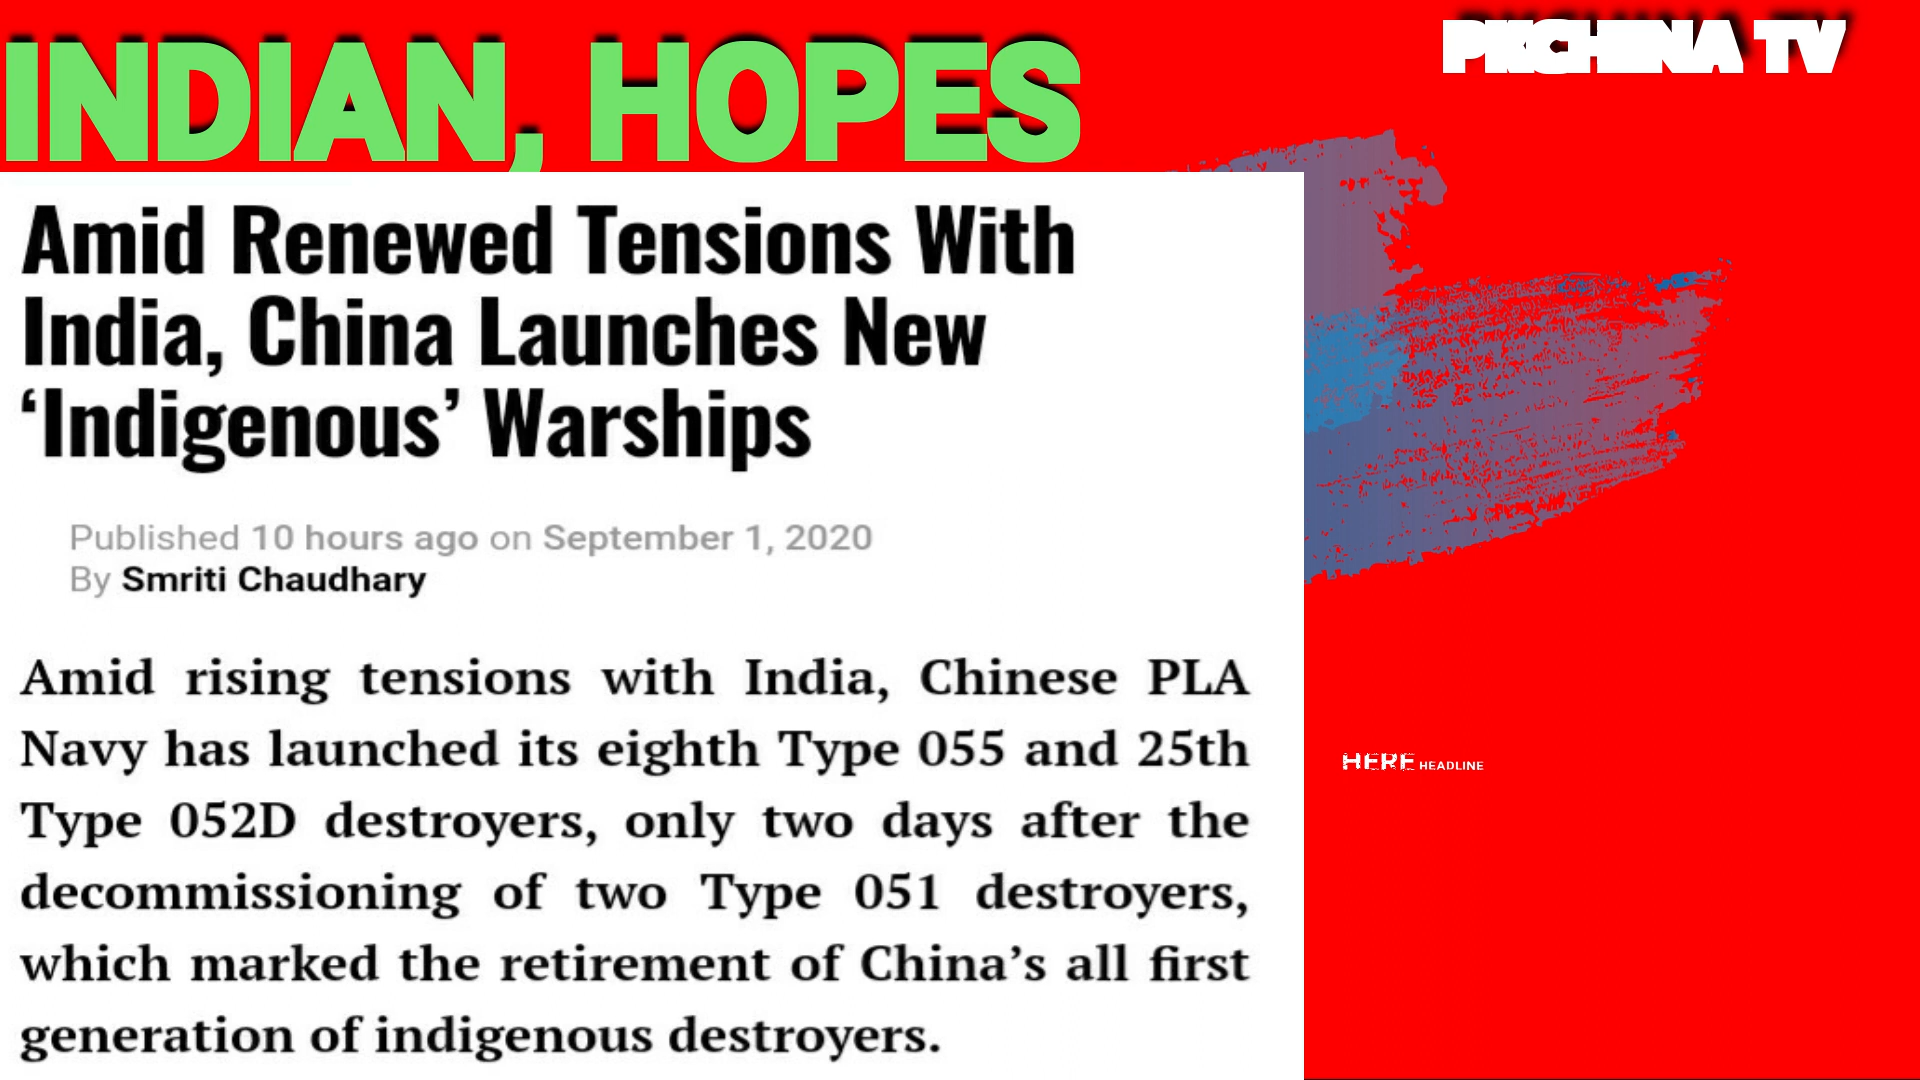 INDIAN, HOPES
PKCHINA TV
Amid Renewed Tensions With
India, China Launches New
‘Indigenous’ Warships
Published 10 hours ago on September 1, 2020
By Smriti Chaudhary
Amid rising tensions with India, Chinese PLA
Navy has launched its eighth Type 055 and 25th
Type 052D destroyers, only two days after the
decommissioning of two Type 051 destroyers,
which marked the retirement of China’s all first
generation of indigenous destroyers.
HERE HEADLINE